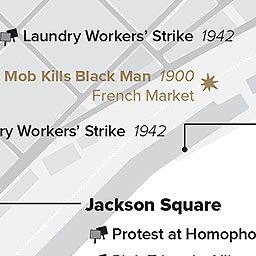 Laundry Workers’ Strike 1942
Mob Kills Black Man 1900
French Market
ry Workers’ Strike 1942
Jackson Square
Protest at Homopho